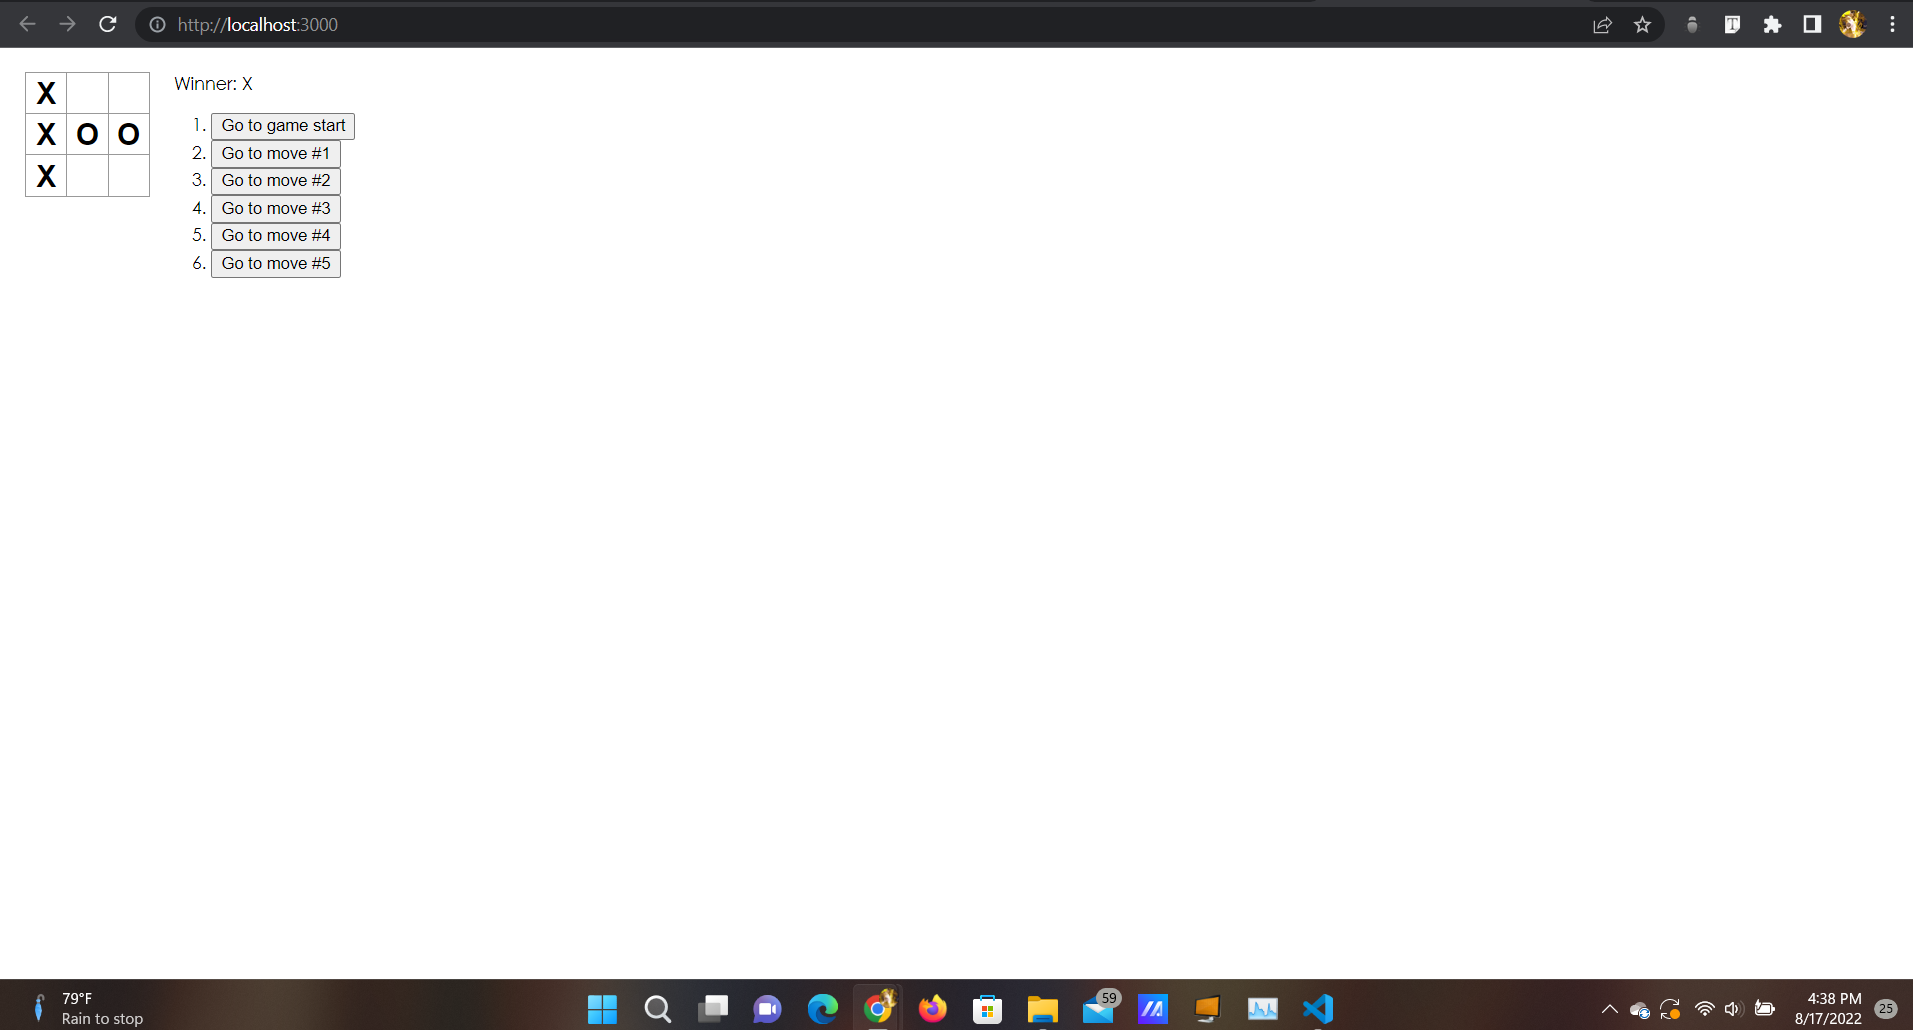 http://localhost:3000
X
X O O
X
Winner: X
1. Go to game start
2. Go to move #1
3. Go to move #2
4. Go to move #3
5. Go to move #4
6. Go to move #5
79°F
Rain to stop
59
4:38 PM
8/17/2022
25